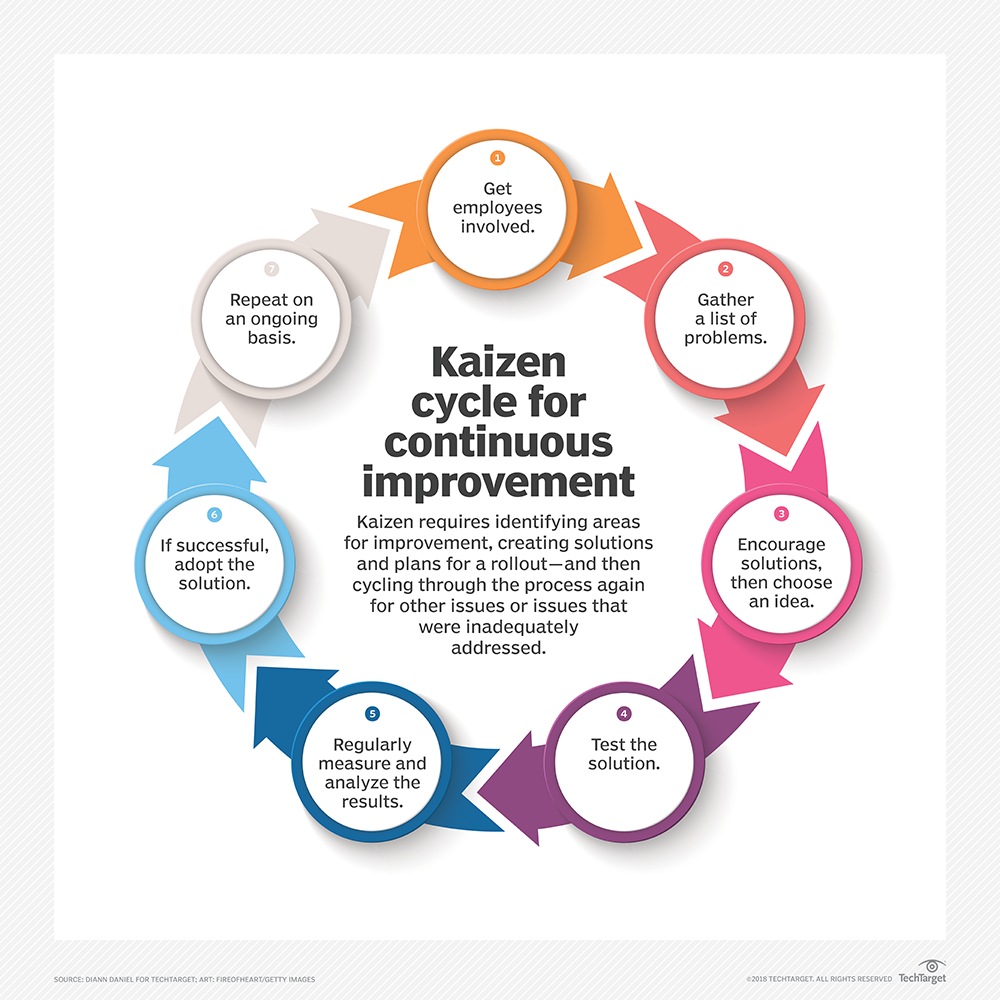 1
Get
employees
involved.
2
Gather
a list of
problems.
3
Encourage
solutions,
then choose
an idea.
4
Test the
solution.
5
Regularly
measure and
analyze the
results.
6
If successful,
adopt the
solution.
7
Repeat on
an ongoing
basis.
Kaizen
cycle for
continuous
improvement
Kaizen requires identifying areas
for improvement, creating solutions
and plans for a rollout—and then
cycling through the process again
for other issues or issues that
were inadequately
addressed.
SOURCE: DIANN DANIEL FOR TECHTARGET; ART: FIREOFHEART/GETTY IMAGES
©2018 TECHTARGET. ALL RIGHTS RESERVED
TechTarget